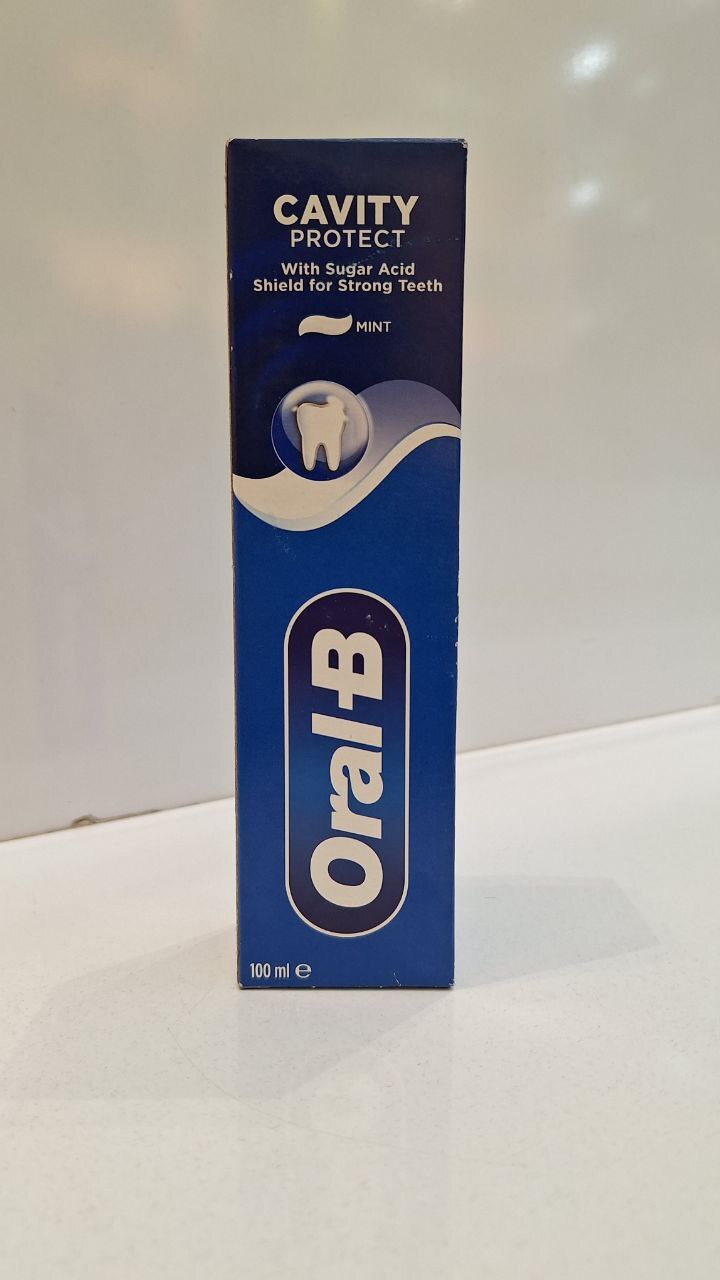 CAVITY
PROTECT
With Sugar Acid
Shield for Strong Teeth
MINT
Oral-B
100 ml ℮